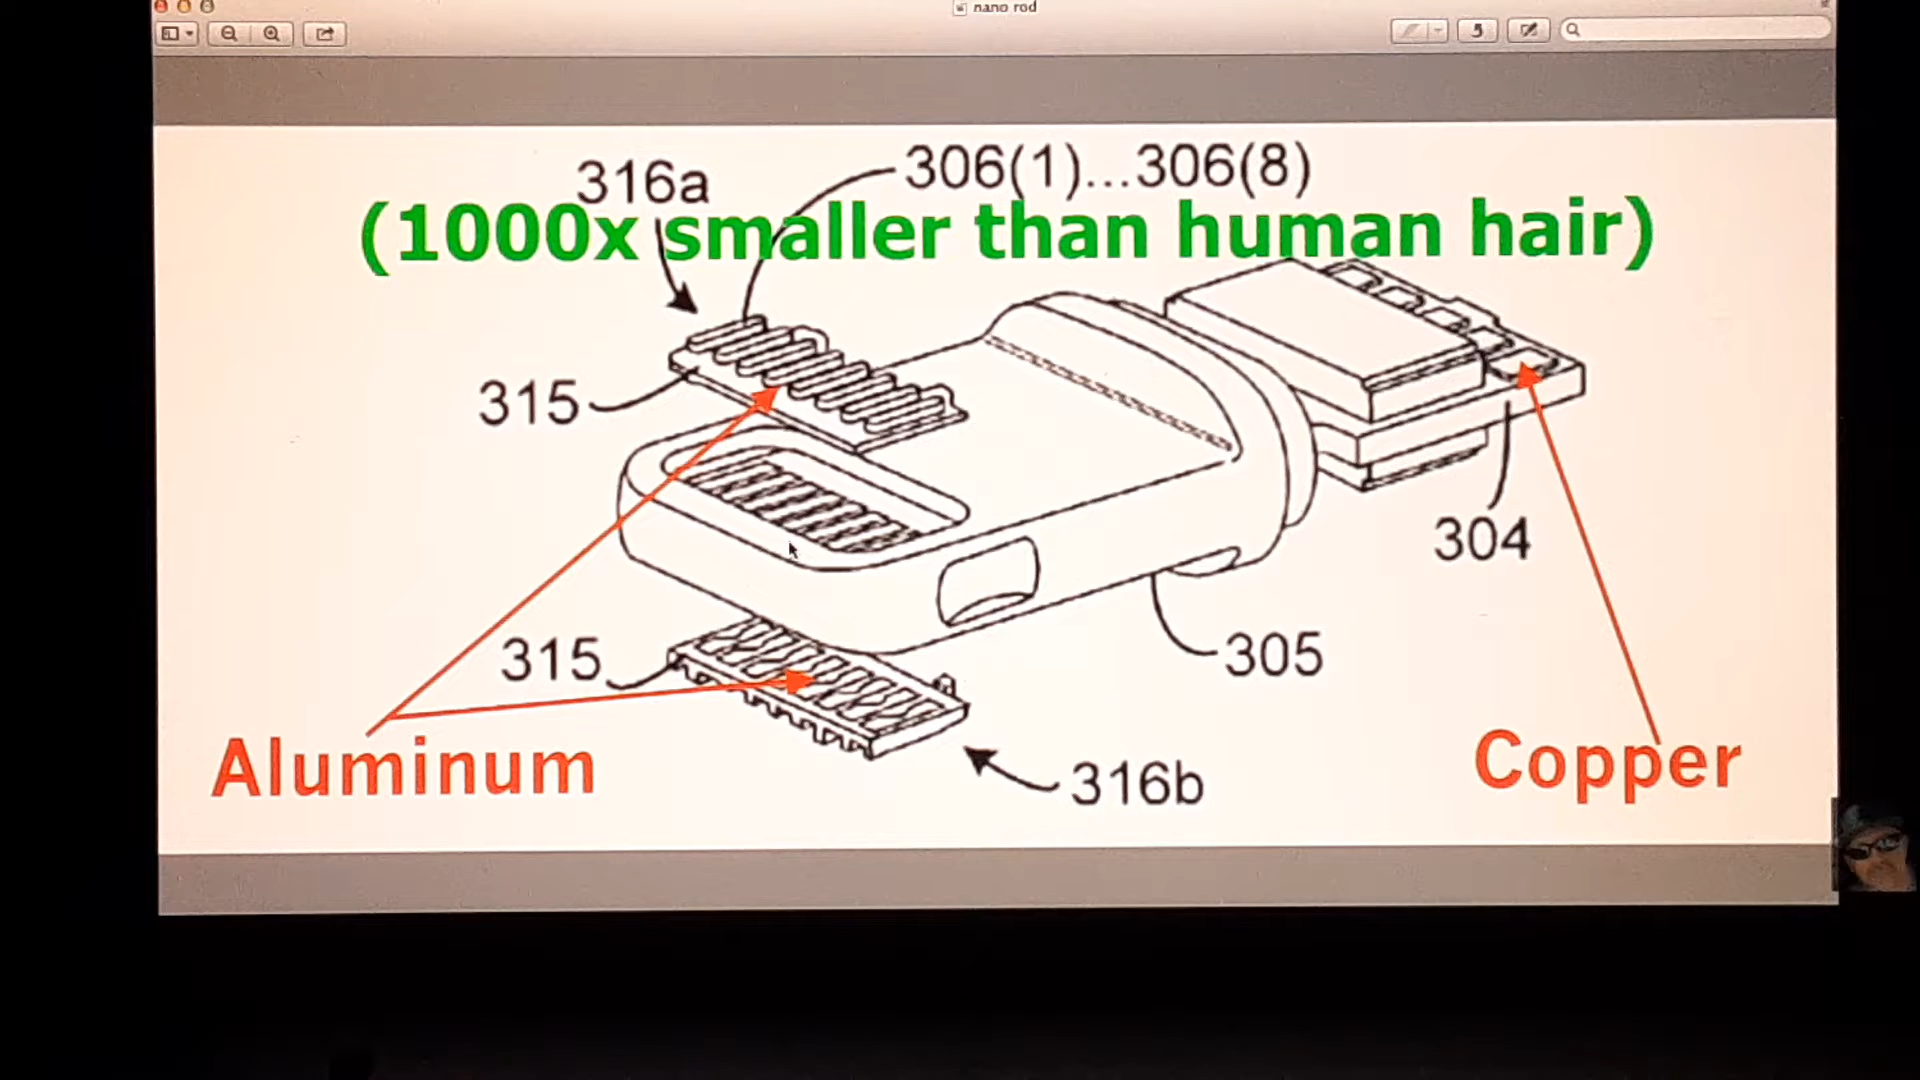 nano rod
316a
306(1)...306(8)
(1000x smaller than human hair)
315
304
315
305
Aluminum
Copper
316b